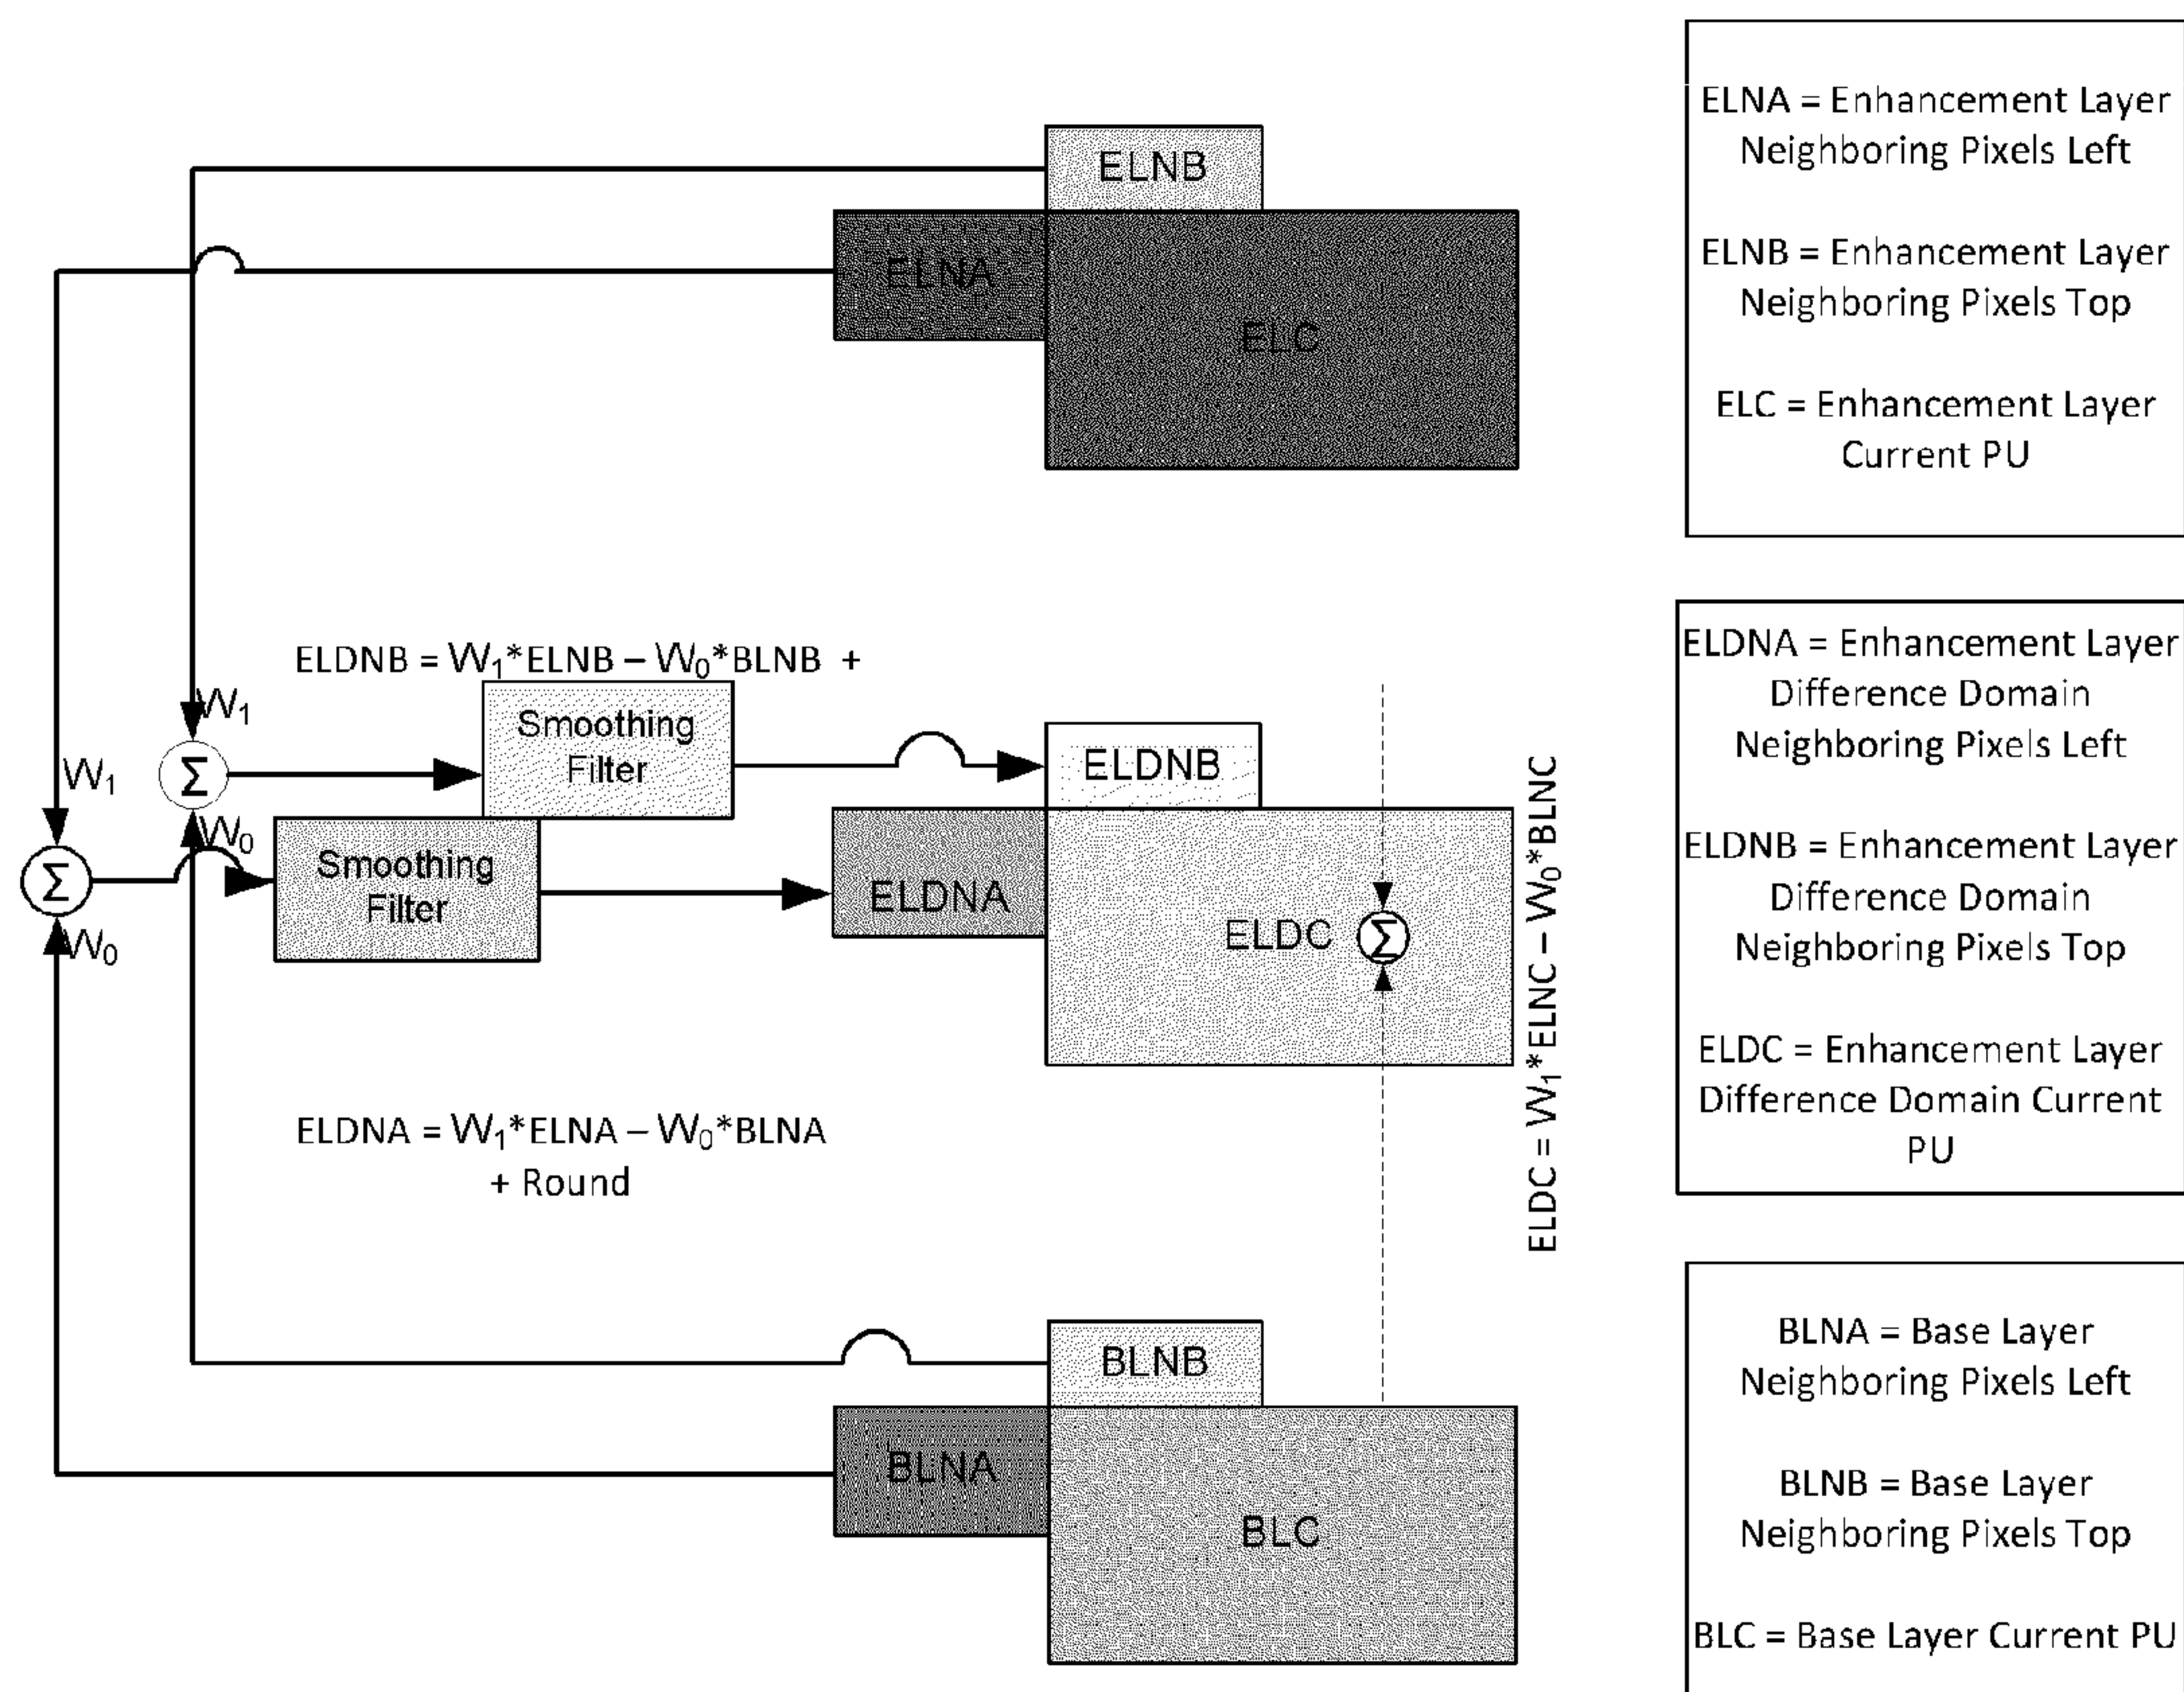 ELNB
ELNA
ELC
ELDNB = W₁*ELNB – W₀*BLNB +
W₁
Smoothing
Filter
ELDNB
W₁
Σ
W₀
Σ
W₀
Smoothing
Filter
ELDNA
ELDC
Σ
ELDC = W₁*ELNC – W₀*BLNC
ELDNA = W₁*ELNA – W₀*BLNA
+ Round
BLNB
BLNA
BLC
ELNA = Enhancement Layer
Neighboring Pixels Left
ELNB = Enhancement Layer
Neighboring Pixels Top
ELC = Enhancement Layer
Current PU
ELDNA = Enhancement Layer
Difference Domain
Neighboring Pixels Left
ELDNB = Enhancement Layer
Difference Domain
Neighboring Pixels Top
ELDC = Enhancement Layer
Difference Domain Current
PU
BLNA = Base Layer
Neighboring Pixels Left
BLNB = Base Layer
Neighboring Pixels Top
BLC = Base Layer Current PU